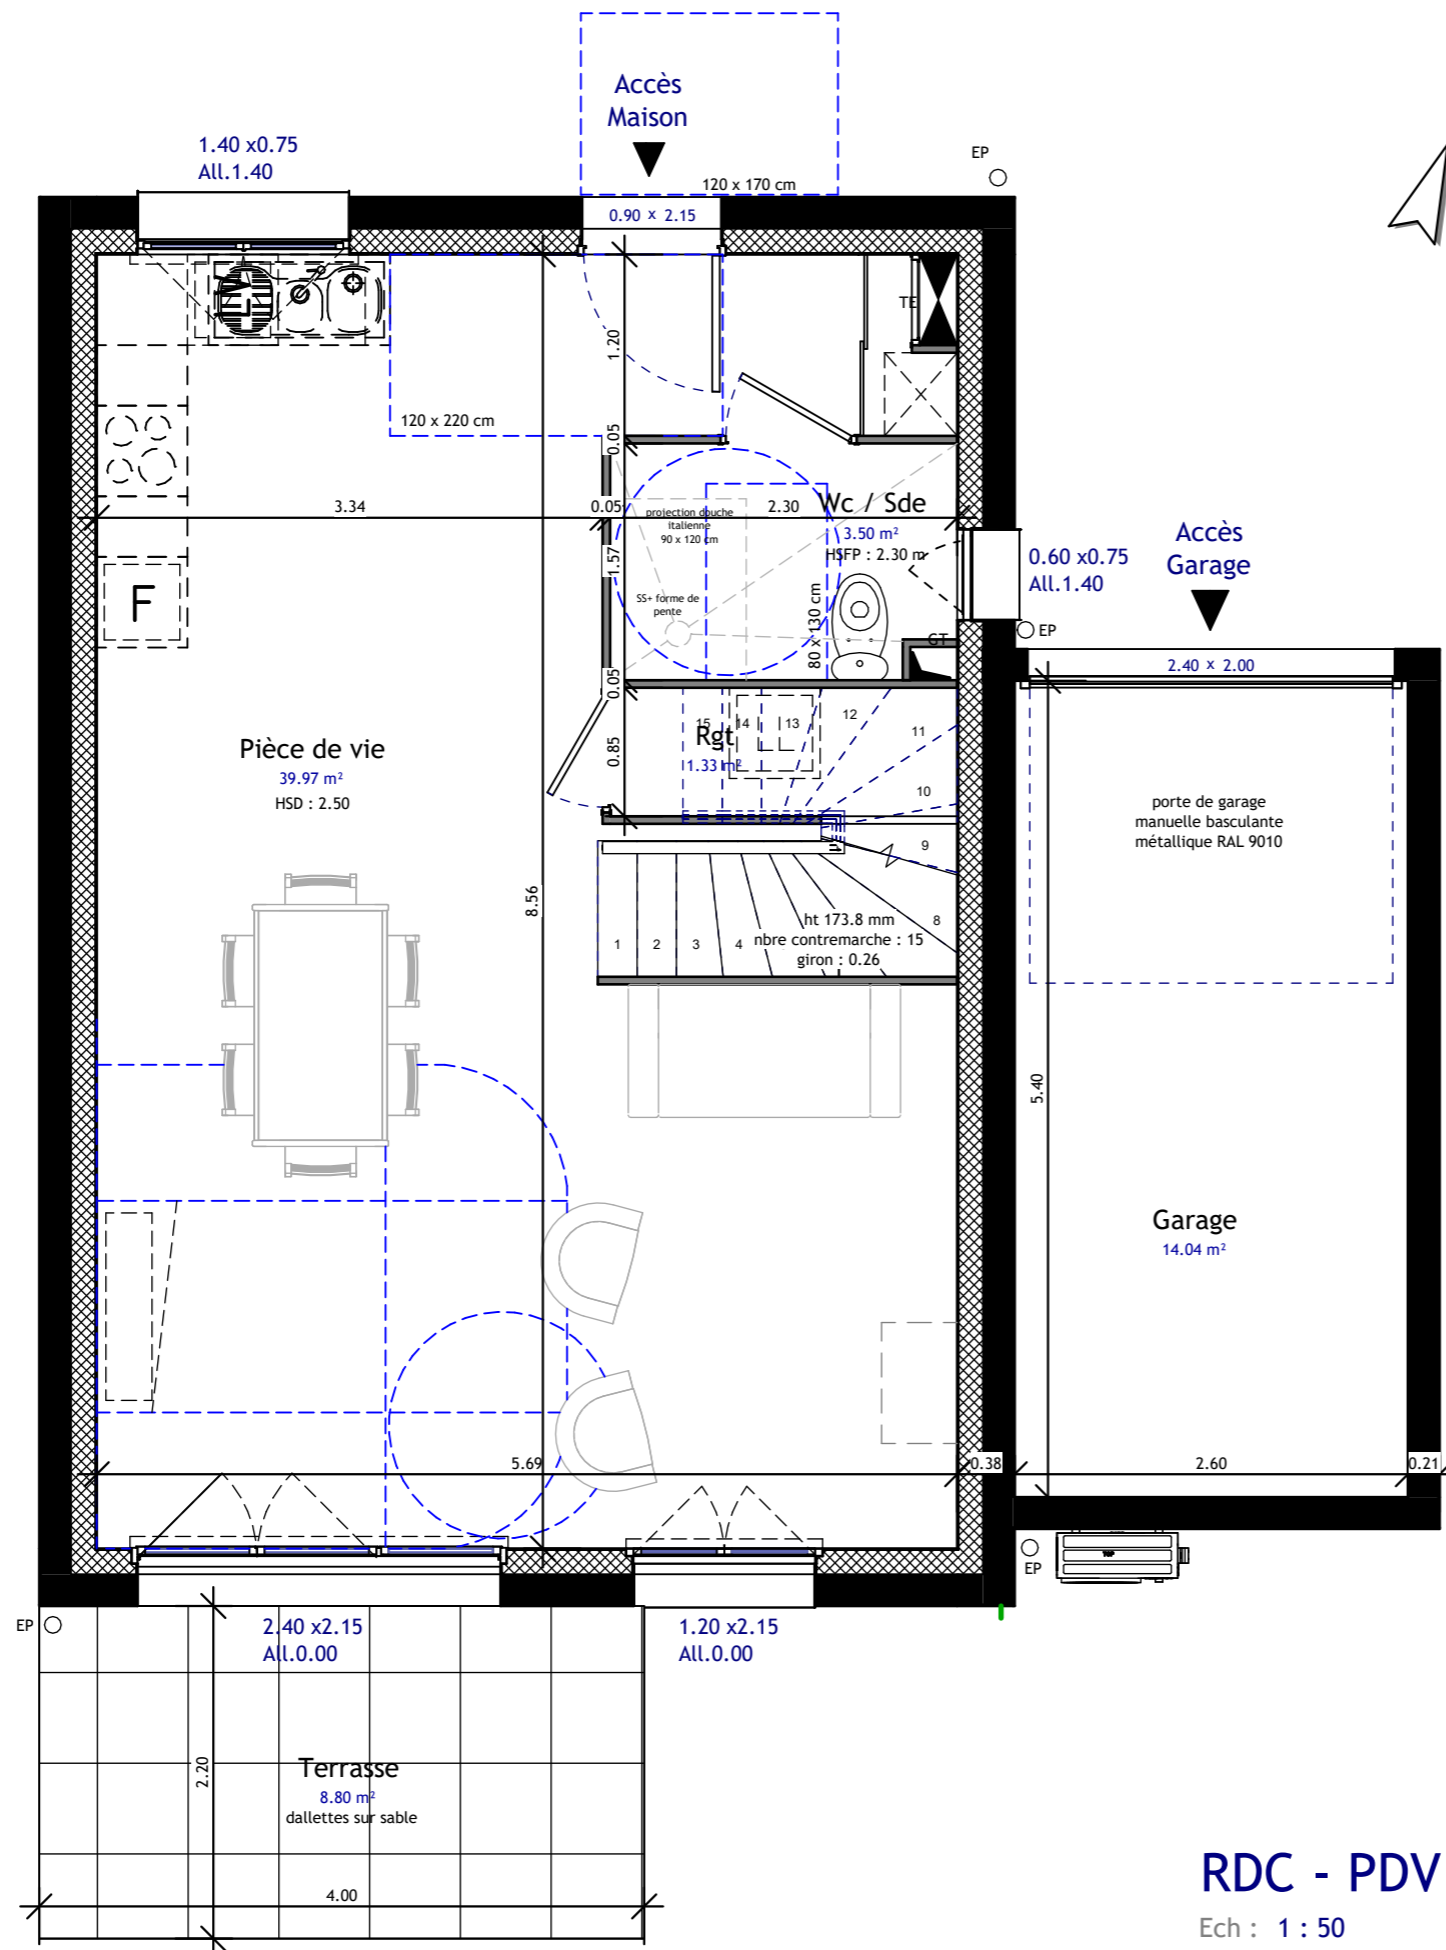 Accès
Maison
1.40 x0.75
All.1.40
EP
120 x 170 cm
0.90 x 2.15
TE
1.20
120 x 220 cm
0.05
3.34
0.05
2.30
Wc / Sde
3.50 m²
HSFP : 2.30 m
projection douche
italienne
90 x 120 cm
1.57
SS+ forme de
pente
80 x 130 cm
GT
0.60 x0.75
All.1.40
Accès
Garage
EP
2.40 x 2.00
F
LV
0.05
0.85
Rgt
1.33 m²
15
14
13
12
11
10
9
8
Pièce de vie
39.97 m²
HSD : 2.50
porte de garage
manuelle basculante
métallique RAL 9010
8.56
1
2
3
4
ht 173.8 mm
nbre contremarche : 15
giron : 0.26
5.40
Garage
14.04 m²
5.69
0.38
2.60
0.21
EP
TOP
EP
2.40 x2.15
All.0.00
1.20 x2.15
All.0.00
2.20
Terrasse
8.80 m²
dallettes sur sable
4.00
RDC - PDV
Ech : 1 : 50